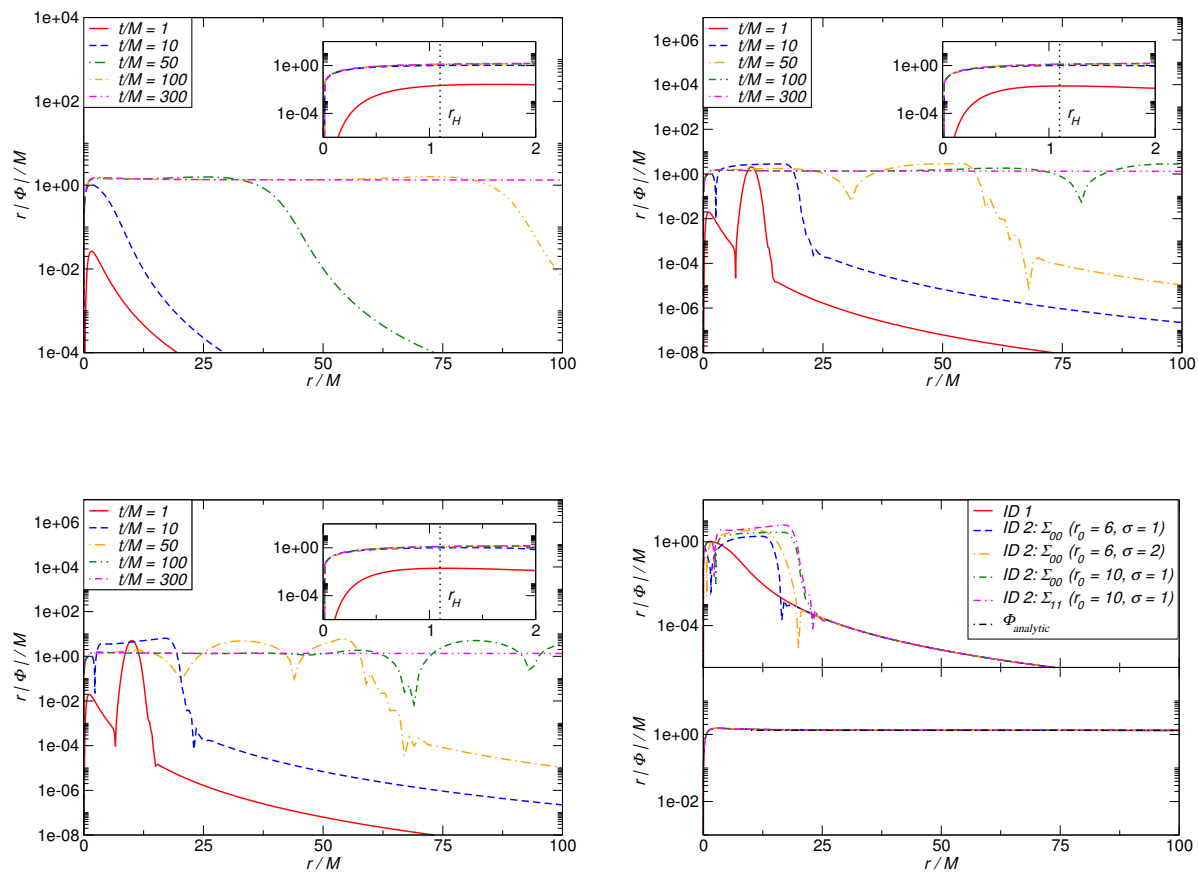 t/M = 1
t/M = 10
t/M = 50
t/M = 100
t/M = 300
1e+04
1e+02
1e+00
1e-02
1e-04
r | Φ | / M
0 25 50 75 100
r / M
1e+00
1e-04
r_H
0 1 2
t/M = 1
t/M = 10
t/M = 50
t/M = 100
t/M = 300
1e+06
1e+04
1e+02
1e+00
1e-02
1e-04
1e-06
1e-08
r | Φ | / M
0 25 50 75 100
r / M
1e+00
1e-04
r_H
0 1 2
t/M = 1
t/M = 10
t/M = 50
t/M = 100
t/M = 300
1e+06
1e+04
1e+02
1e+00
1e-02
1e-04
1e-06
1e-08
r | Φ | / M
0 25 50 75 100
r / M
1e+00
1e-04
r_H
0 1 2
ID 1
ID 2: Σ_00 (r_0 = 6, σ = 1)
ID 2: Σ_00 (r_0 = 6, σ = 2)
ID 2: Σ_00 (r_0 = 10, σ = 1)
ID 2: Σ_11 (r_0 = 10, σ = 1)
Φ_analytic
1e+00
1e-04
r | Φ | / M
1e+00
1e-02
r | Φ | / M
0 25 50 75 100
r / M